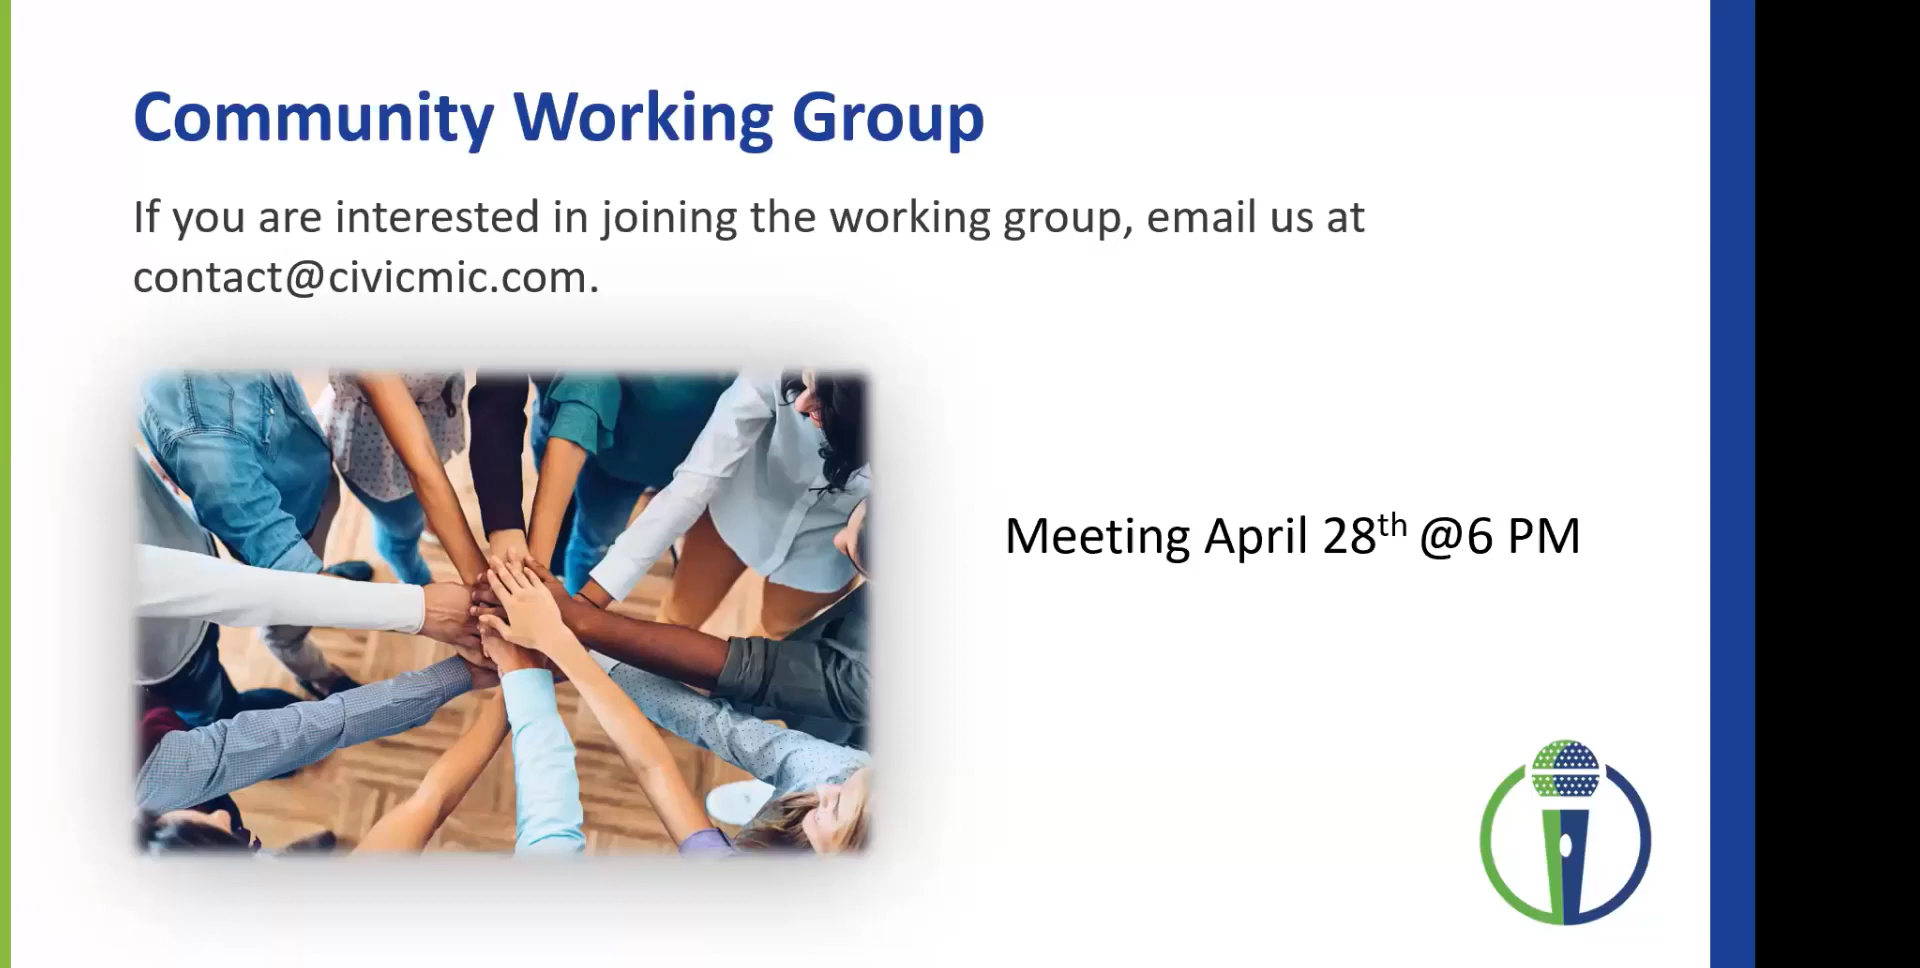 Community Working Group
If you are interested in joining the working group, email us at
contact@civicmic.com.
Meeting April 28th @6 PM